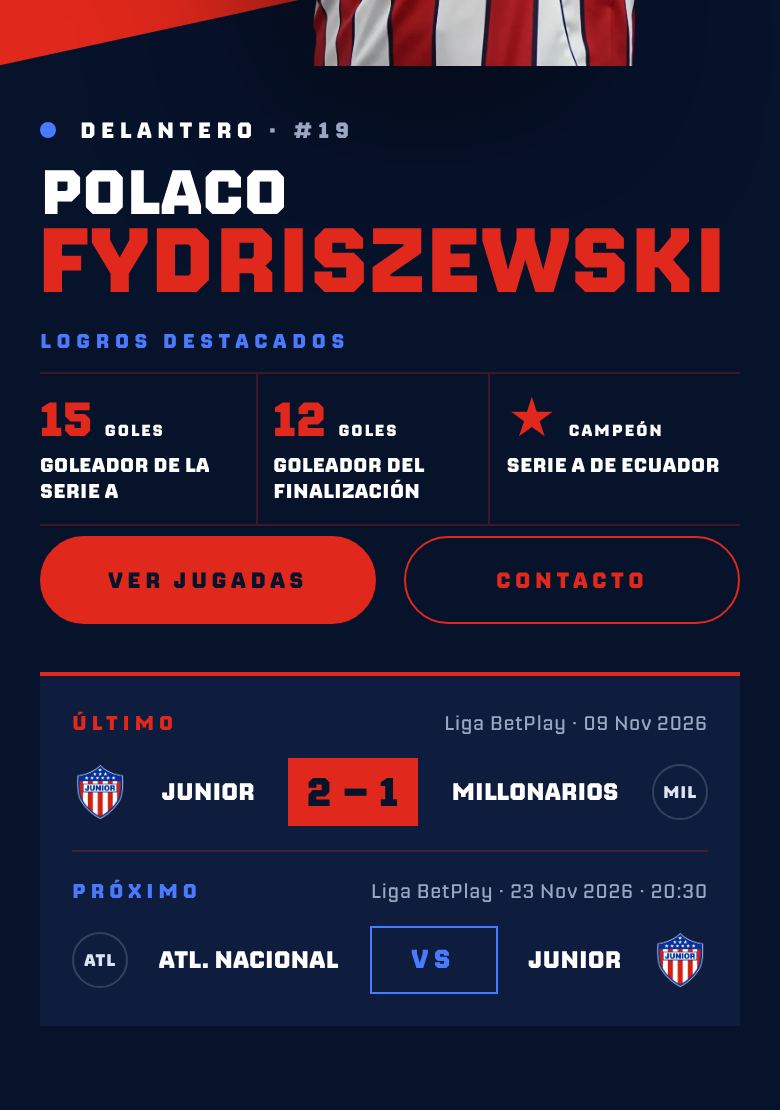 DELANTERO · #19
POLACO
FYDRISZEWSKI
LOGROS DESTACADOS
15 GOLES
GOLEADOR DE LA
SERIE A
12 GOLES
GOLEADOR DEL
FINALIZACIÓN
★ CAMPEÓN
SERIE A DE ECUADOR
VER JUGADAS
CONTACTO
ÚLTIMO
Liga BetPlay · 09 Nov 2026
JUNIOR
JUNIOR
2 – 1
MILLONARIOS
MIL
PRÓXIMO
Liga BetPlay · 23 Nov 2026 · 20:30
ATL
ATL. NACIONAL
VS
JUNIOR
JUNIOR